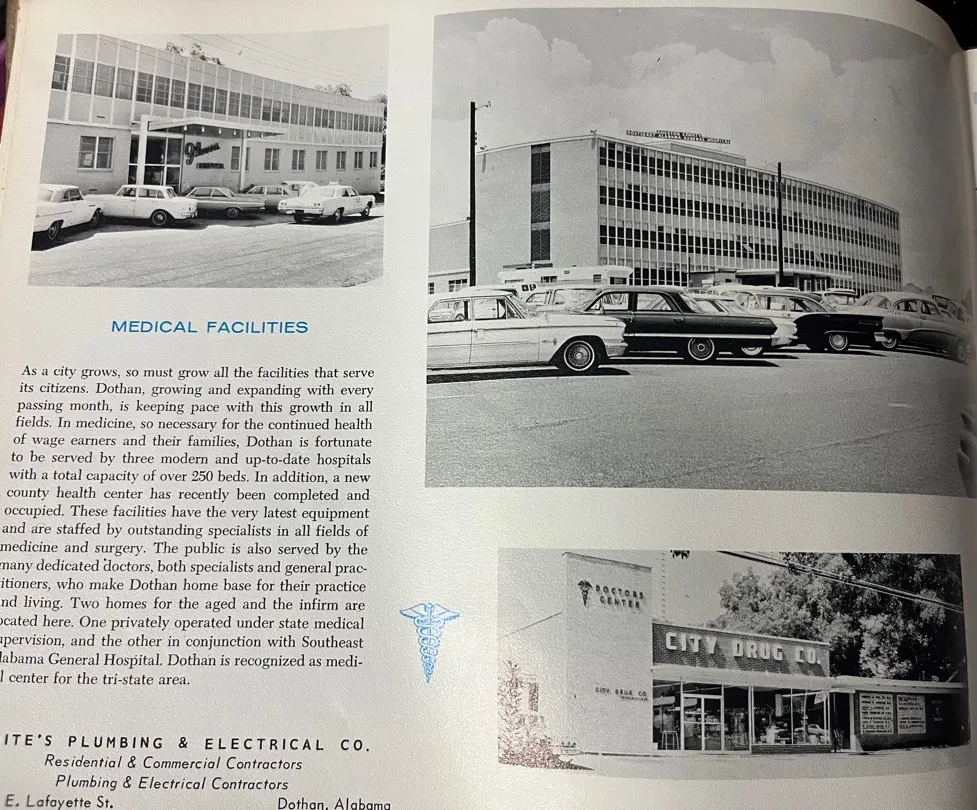 HOUSTON COUNTY
SOUTHEAST ALABAMA GENERAL HOSPITAL
MEDICAL FACILITIES
As a city grows, so must grow all the facilities that serve
its citizens. Dothan, growing and expanding with every
passing month, is keeping pace with this growth in all
fields. In medicine, so necessary for the continued health
of wage earners and their families, Dothan is fortunate
to be served by three modern and up-to-date hospitals
with a total capacity of over 250 beds. In addition, a new
county health center has recently been completed and
occupied. These facilities have the very latest equipment
and are staffed by outstanding specialists in all fields of
medicine and surgery. The public is also served by the
many dedicated doctors, both specialists and general prac-
itioners, who make Dothan home base for their practice
nd living. Two homes for the aged and the infirm are
ocated here. One privately operated under state medical
upervision, and the other in conjunction with Southeast
labama General Hospital. Dothan is recognized as medi-
l center for the tri-state area.
ITE'S PLUMBING & ELECTRICAL CO.
Residential & Commercial Contractors
Plumbing & Electrical Contractors
E. Lafayette St. Dothan, Alabama
DOCTORS
CENTER
CITY DRUG CO.
CITY DRUG CO.